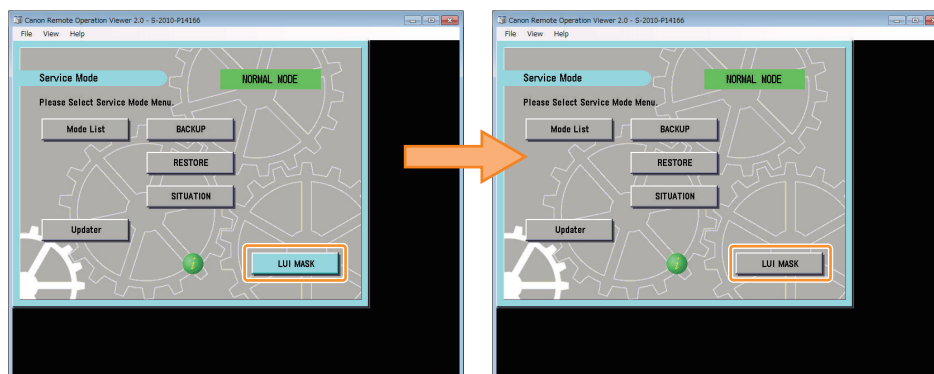 Canon Remote Operation Viewer 2.0 - S-2010-P14166
File View Help
Service Mode
NORMAL MODE
Please Select Service Mode Menu.
Mode List
BACKUP
RESTORE
SITUATION
Updater
i
LUI MASK
Canon Remote Operation Viewer 2.0 - S-2010-P14166
File View Help
Service Mode
NORMAL MODE
Please Select Service Mode Menu.
Mode List
BACKUP
RESTORE
SITUATION
Updater
i
LUI MASK